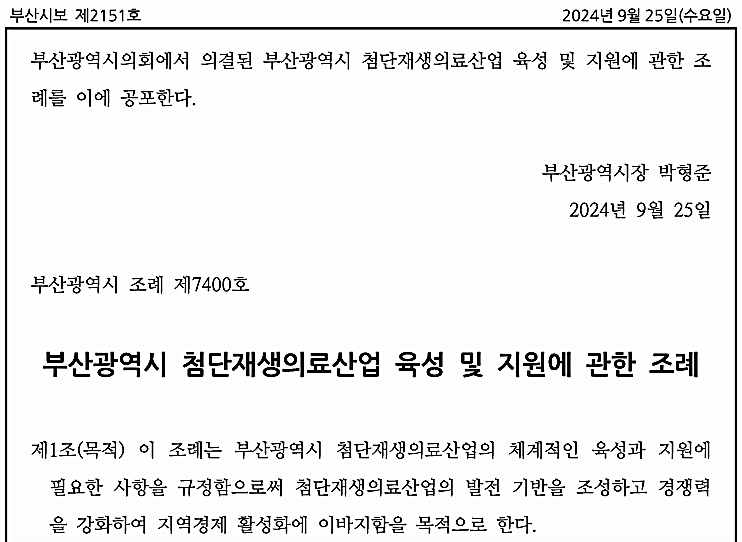 부산시보 제2151호
2024년 9월 25일(수요일)
부산광역시의회에서 의결된 부산광역시 첨단재생의료산업 육성 및 지원에 관한 조
례를 이에 공포한다.
부산광역시장 박형준
2024년 9월 25일
부산광역시 조례 제7400호
부산광역시 첨단재생의료산업 육성 및 지원에 관한 조례
제1조(목적) 이 조례는 부산광역시 첨단재생의료산업의 체계적인 육성과 지원에
필요한 사항을 규정함으로써 첨단재생의료산업의 발전 기반을 조성하고 경쟁력
을 강화하여 지역경제 활성화에 이바지함을 목적으로 한다.